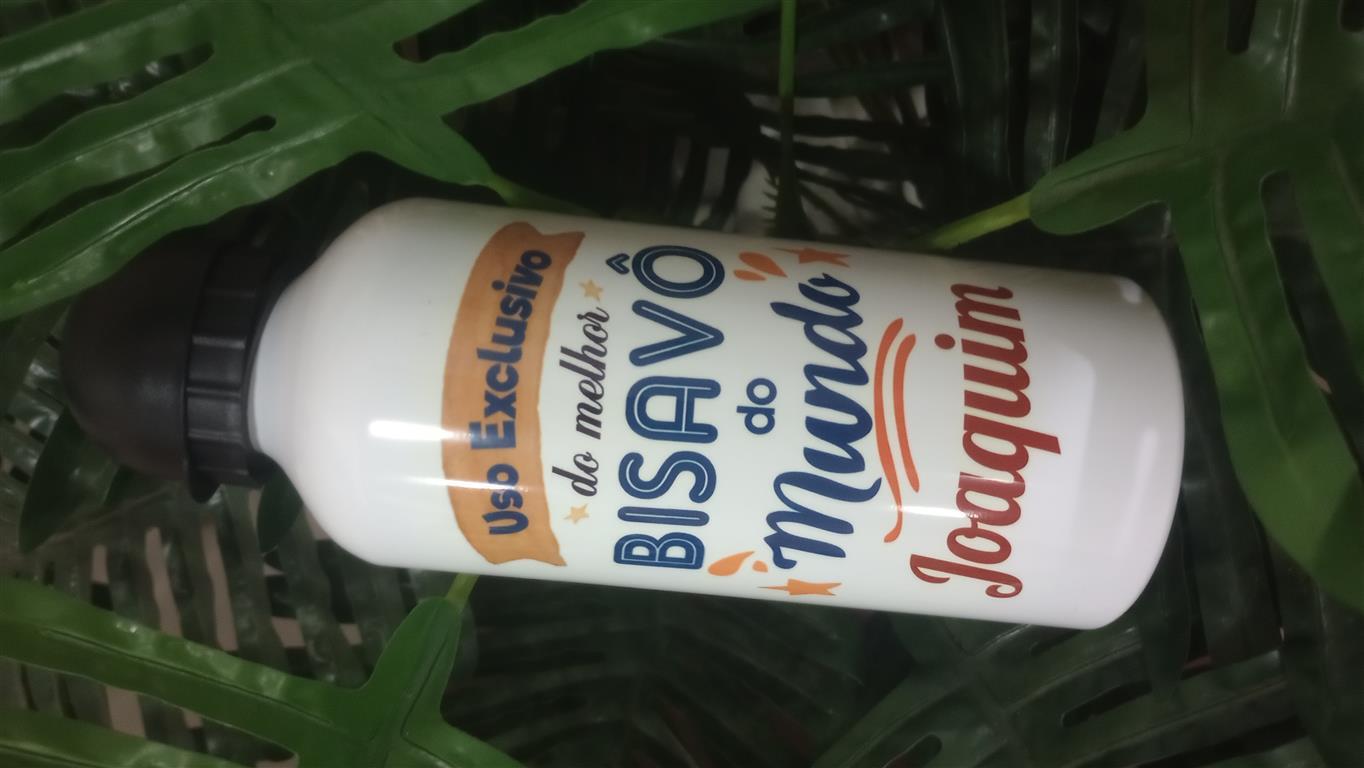 Uso Exclusivo
do melhor
BISAVÔ
do
Mundo
Joaquim